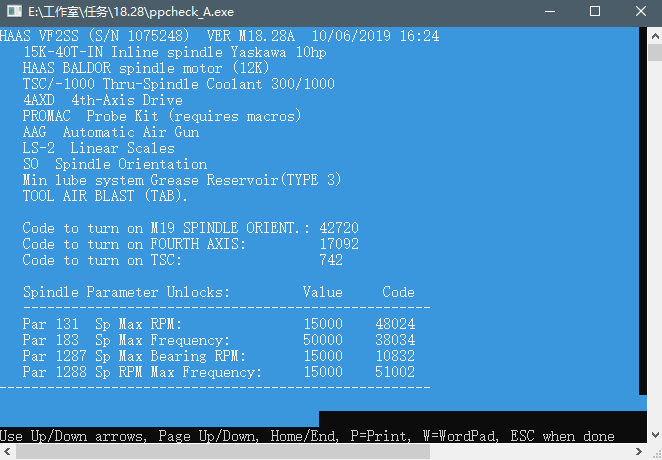 E:\工作室\任务\18.28\ppcheck_A.exe
HAAS VF2SS (S/N 1075248)  VER M18.28A  10/06/2019 16:24
15K-40T-IN Inline spindle Yaskawa 10hp
HAAS BALDOR spindle motor (12K)
TSC/-1000 Thru-Spindle Coolant 300/1000
4AXD  4th-Axis Drive
PROMAC  Probe Kit (requires macros)
AAG  Automatic Air Gun
LS-2  Linear Scales
SO  Spindle Orientation
Min lube system Grease Reservoir(TYPE 3)
TOOL AIR BLAST (TAB).
Code to turn on M19 SPINDLE ORIENT.: 42720
Code to turn on FOURTH AXIS:         17092
Code to turn on TSC:                 742
Spindle Parameter Unlocks:         Value     Code
---------------------------------------------------
Par 131  Sp Max RPM:               15000    48024
Par 183  Sp Max Frequency:         50000    38034
Par 1287 Sp Max Bearing RPM:       15000    10832
Par 1288 Sp RPM Max Frequency:     15000    51002
------------------------------------------------------
Use Up/Down arrows, Page Up/Down, Home/End, P=Print, W=WordPad, ESC when done